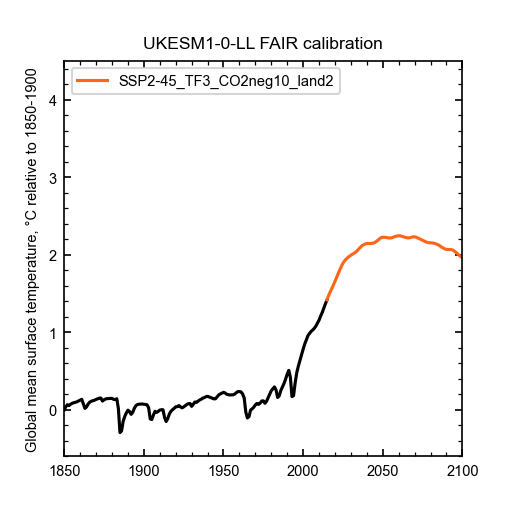 UKESM1-0-LL FAIR calibration
SSP2-45_TF3_CO2neg10_land2
Global mean surface temperature, °C relative to 1850-1900
4
3
2
1
0
1850 1900 1950 2000 2050 2100